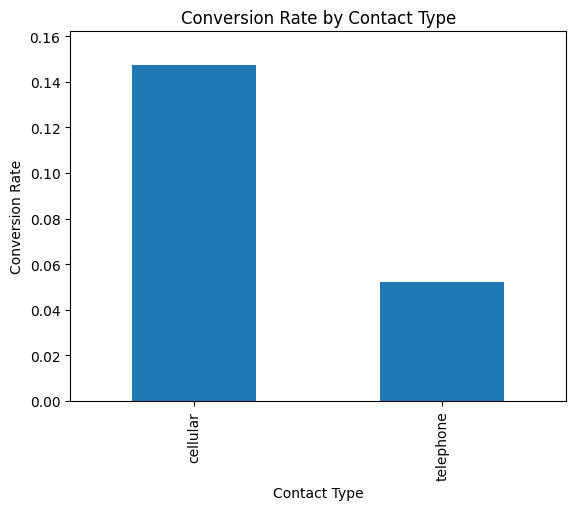 Conversion Rate by Contact Type
0.16
0.14
0.12
0.10
0.08
0.06
0.04
0.02
0.00
Conversion Rate
cellular
telephone
Contact Type